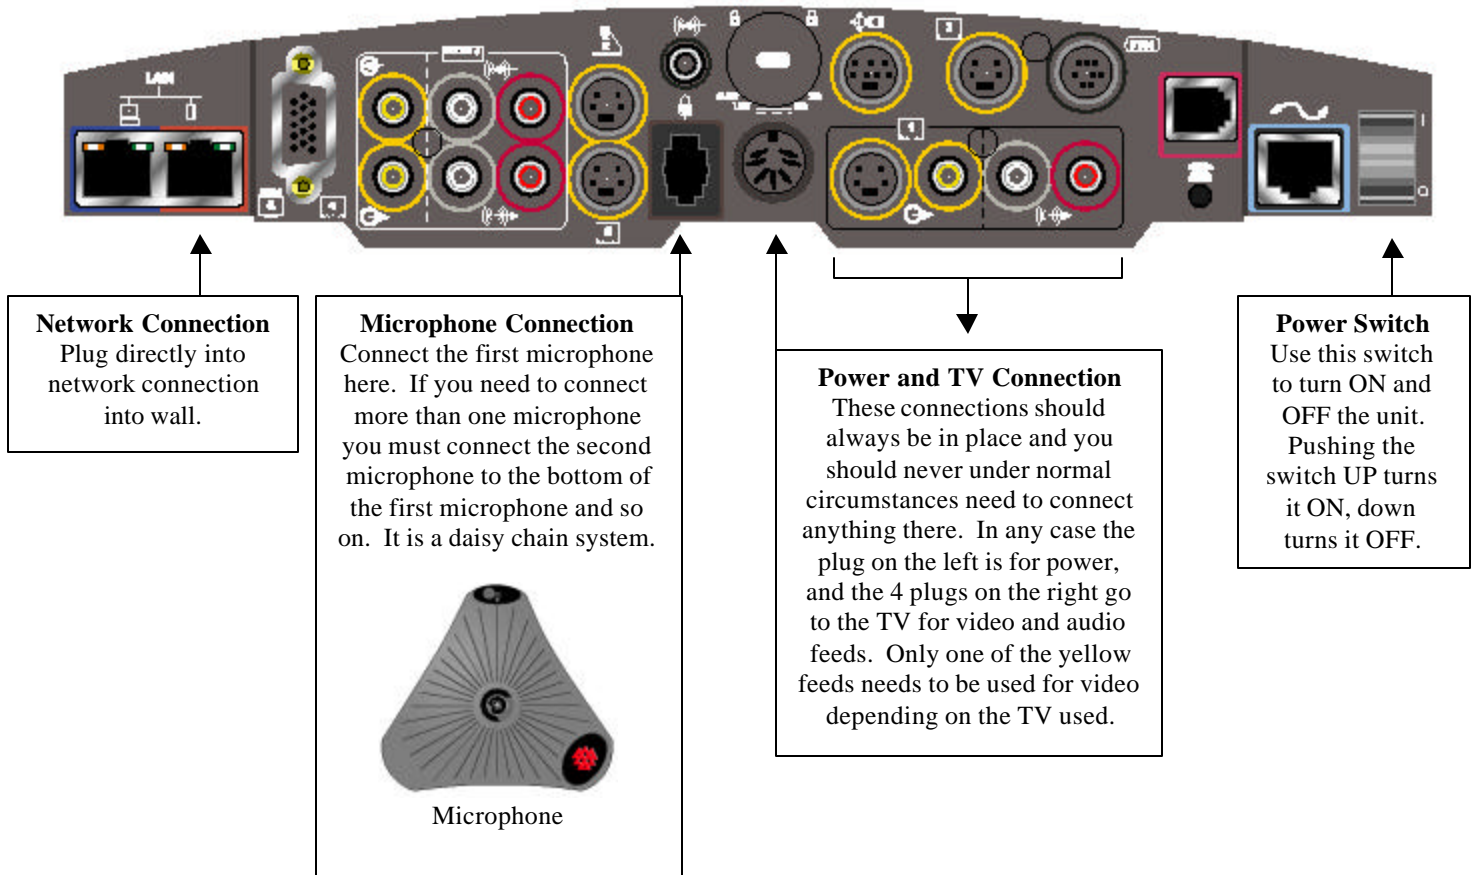 LAN
Network Connection
Plug directly into
network connection
into wall.
Microphone Connection
Connect the first microphone
here. If you need to connect
more than one microphone
you must connect the second
microphone to the bottom of
the first microphone and so
on. It is a daisy chain system.
Microphone
Power and TV Connection
These connections should
always be in place and you
should never under normal
circumstances need to connect
anything there. In any case the
plug on the left is for power,
and the 4 plugs on the right go
to the TV for video and audio
feeds. Only one of the yellow
feeds needs to be used for video
depending on the TV used.
Power Switch
Use this switch
to turn ON and
OFF the unit.
Pushing the
switch UP turns
it ON, down
turns it OFF.